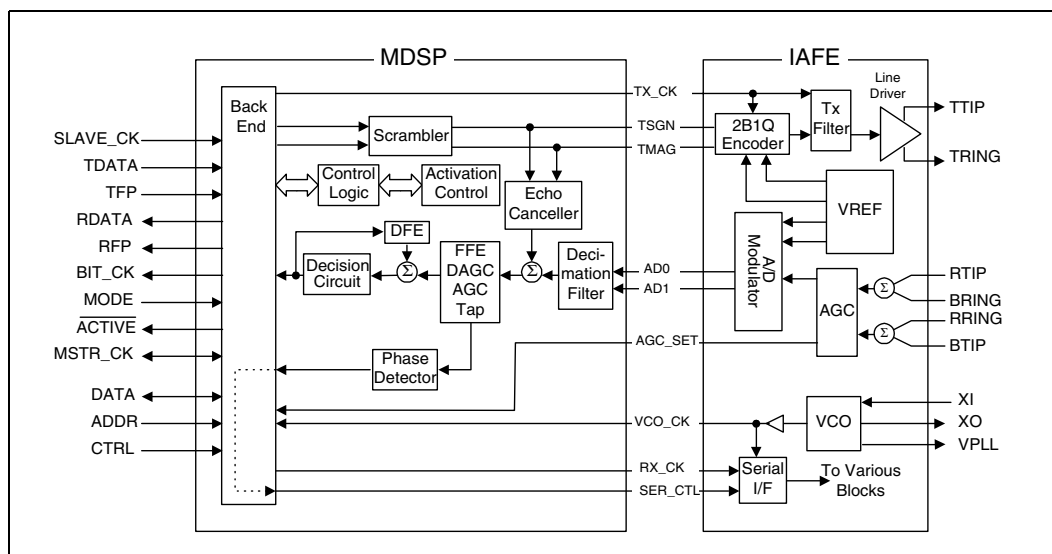 MDSP
IAFE
Back
End
SLAVE_CK
TDATA
TFP
RDATA
RFP
BIT_CK
MODE
ACTIVE
MSTR_CK
DATA
ADDR
CTRL
Scrambler
Control
Logic
Activation
Control
Echo
Canceller
DFE
Decision
Circuit
Σ
FFE
DAGC
AGC
Tap
Σ
Deci-
mation
Filter
Phase
Detector
TX_CK
TSGN
TMAG
AD0
AD1
AGC_SET
VCO_CK
RX_CK
SER_CTL
2B1Q
Encoder
Tx
Filter
Line
Driver
VREF
A/D
Modulator
AGC
Σ
Σ
VCO
Serial
I/F
To Various
Blocks
TTIP
TRING
RTIP
BRING
RRING
BTIP
XI
XO
VPLL